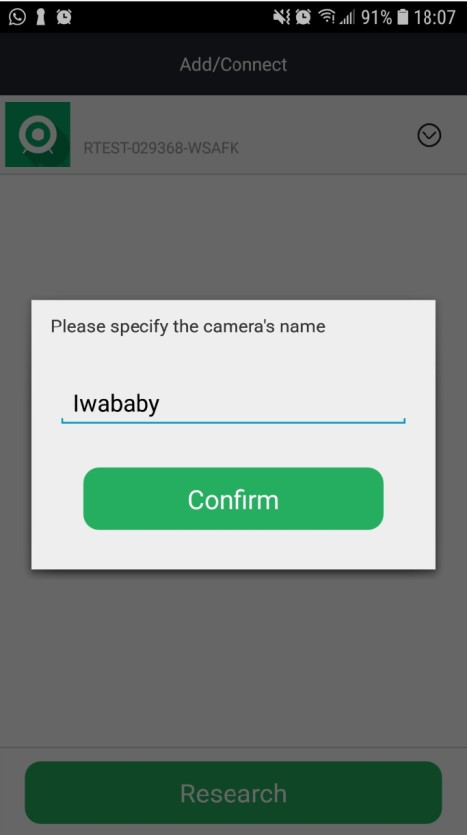 91% 18:07
Add/Connect
RTEST-029368-WSAFK
Please specify the camera's name
Iwababy
Confirm
Research